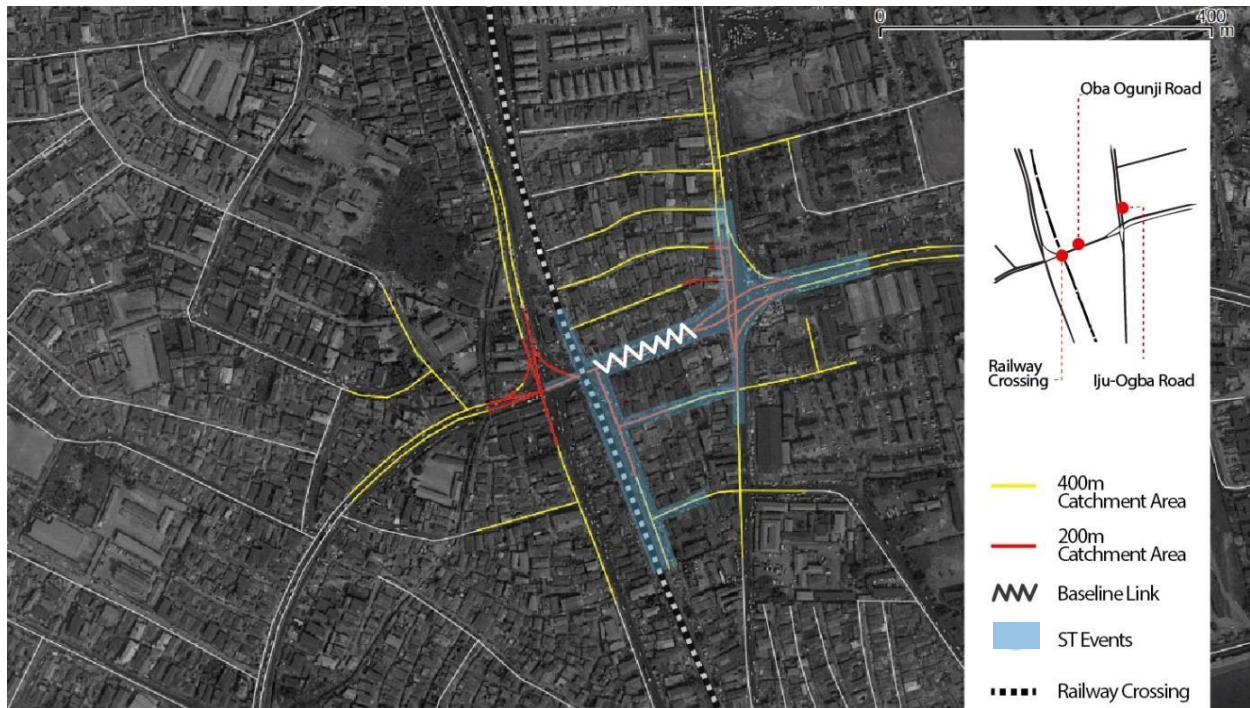 0 400
m
Oba Ogunji Road
Railway
Crossing
Iju-Ogba Road
400m
Catchment Area
200m
Catchment Area
Baseline Link
ST Events
Railway Crossing